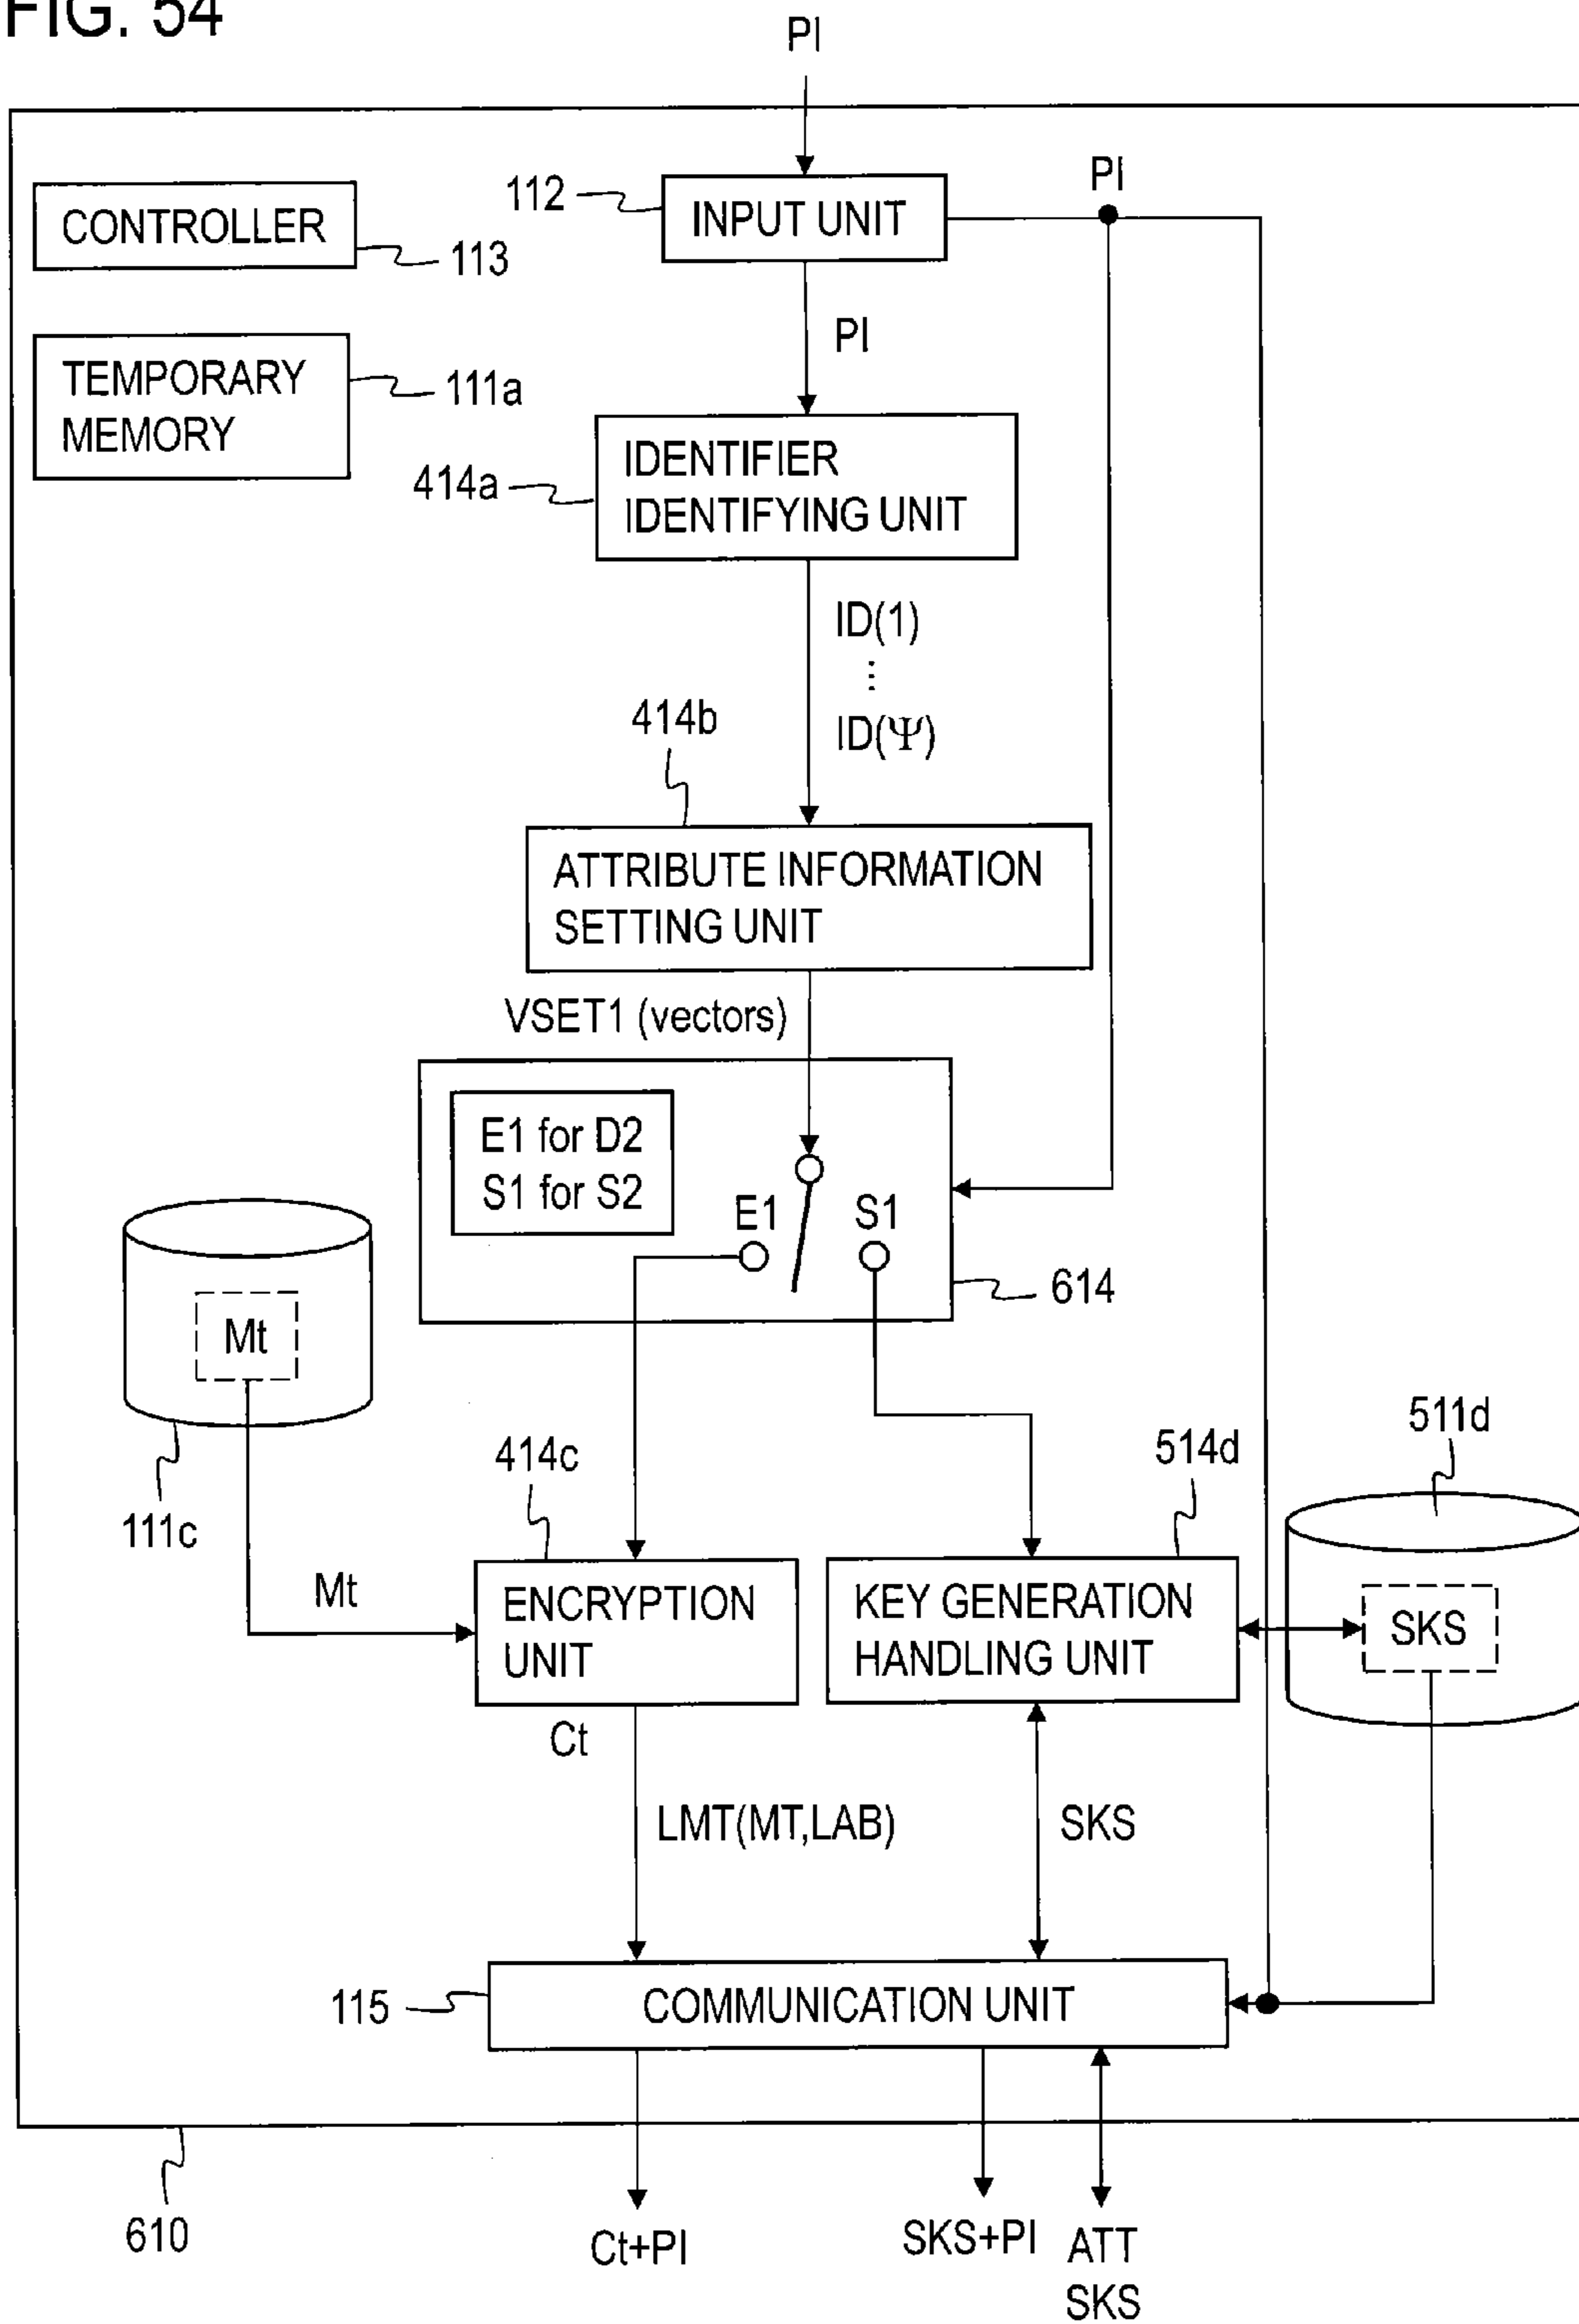 FIG. 54
PI
CONTROLLER
113
112
INPUT UNIT
PI
TEMPORARY
MEMORY
111a
PI
414a
IDENTIFIER
IDENTIFYING UNIT
ID(1)
⋮
ID(Ψ)
414b
ATTRIBUTE INFORMATION
SETTING UNIT
VSET1 (vectors)
E1 for D2
S1 for S2
E1
S1
614
Mt
111c
Mt
414c
ENCRYPTION
UNIT
514d
KEY GENERATION
HANDLING UNIT
511d
SKS
Ct
LMT(MT,LAB)
SKS
115
COMMUNICATION UNIT
610
Ct+PI
SKS+PI
ATT
SKS